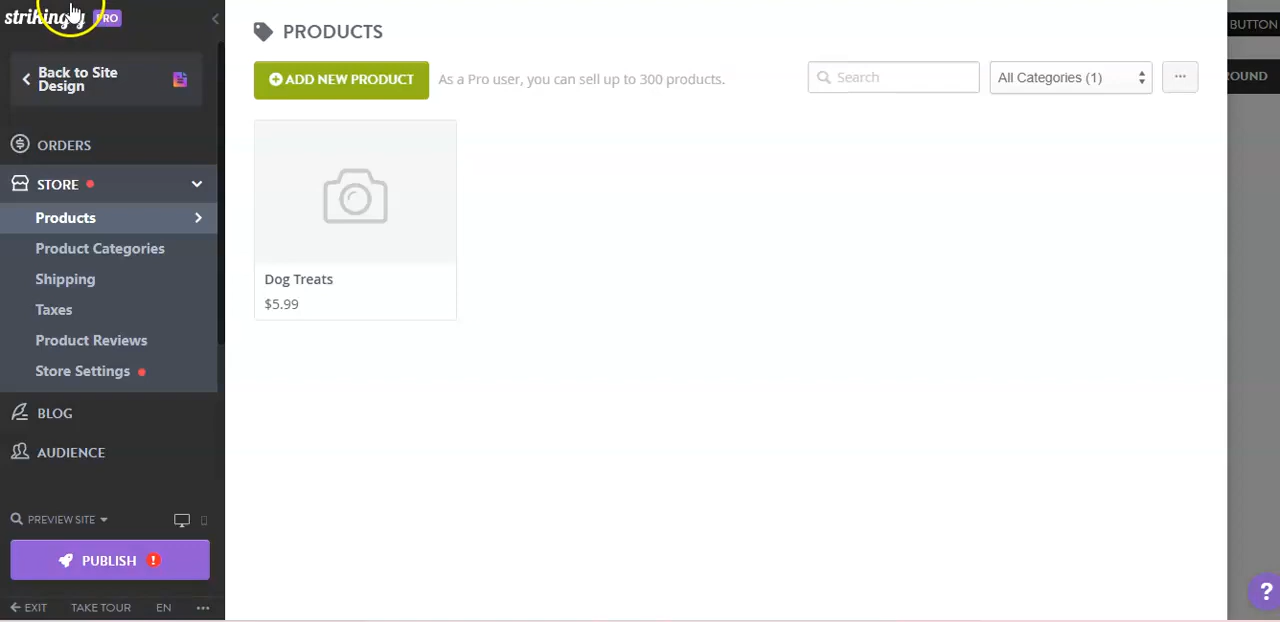 strikingly PRO
Back to Site
Design
ORDERS
STORE
Products
Product Categories
Shipping
Taxes
Product Reviews
Store Settings
BLOG
AUDIENCE
PREVIEW SITE
PUBLISH !
EXIT TAKE TOUR EN ...
PRODUCTS
ADD NEW PRODUCT As a Pro user, you can sell up to 300 products.
Search All Categories (1) ...
Dog Treats
$5.99
BUTTON
ROUND
?